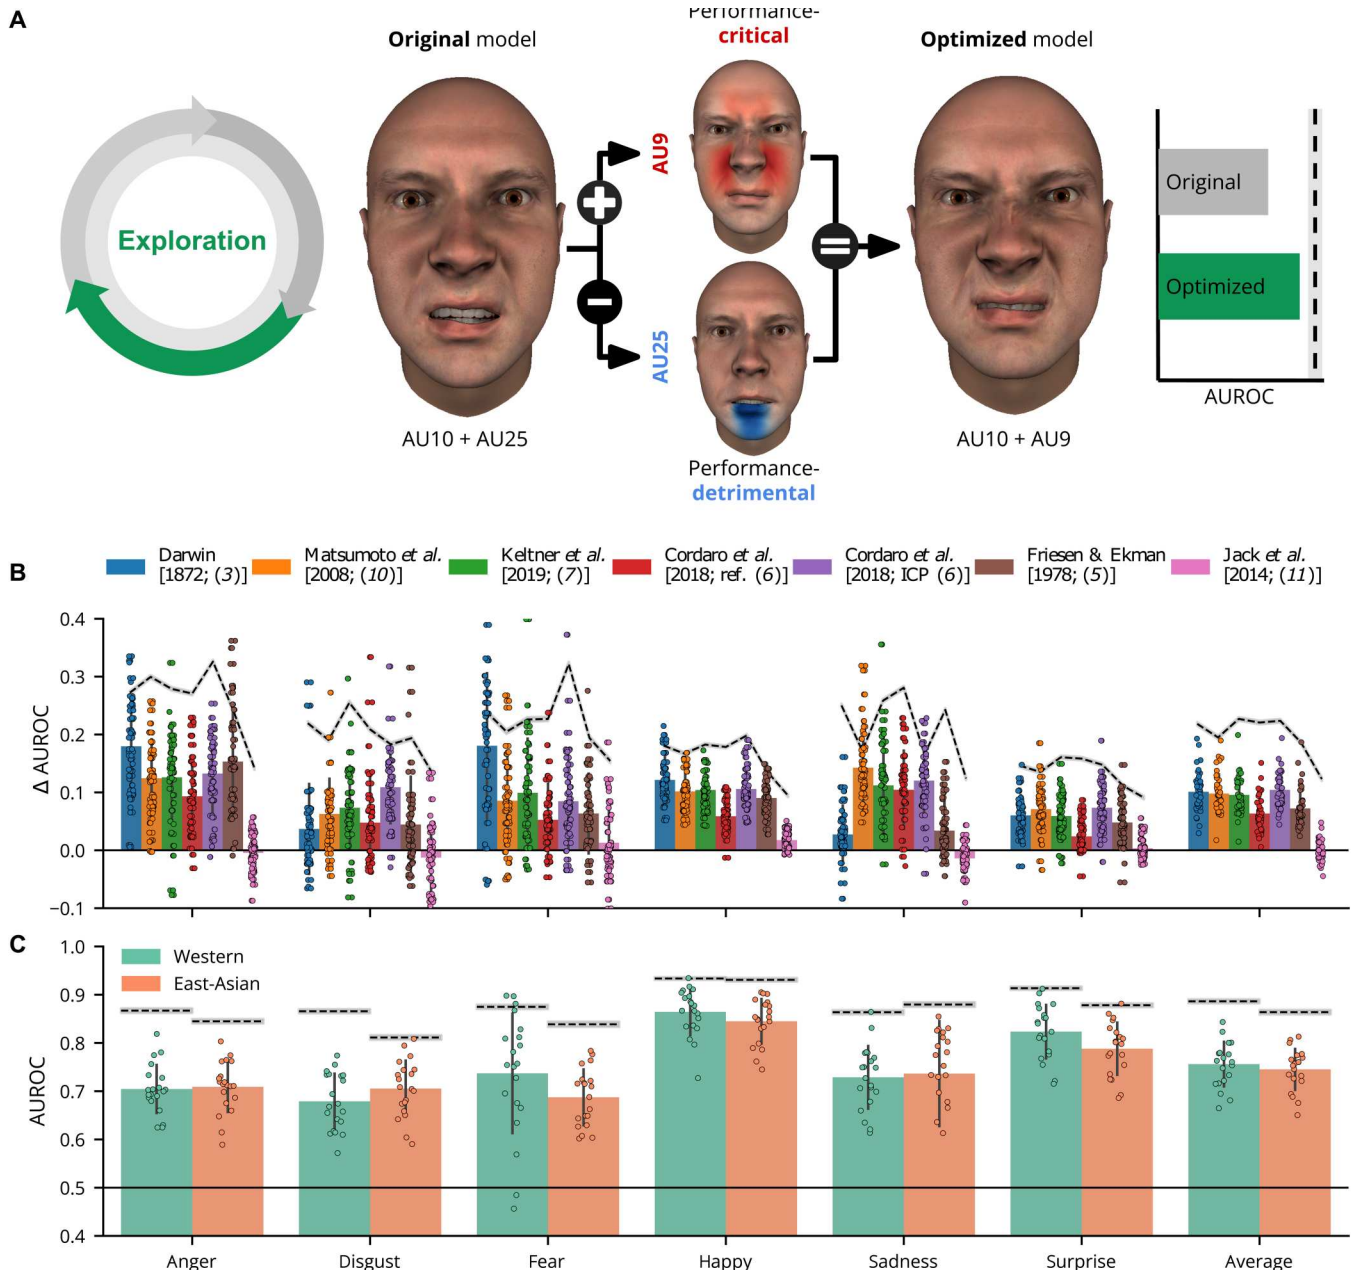 A
Original model
Performance-
critical
Optimized model
Exploration
AU9
AU25
Original
Optimized
AUROC
AU10 + AU25
AU10 + AU9
Performance-
detrimental
B
Darwin
[1872; (3)]
Matsumoto et al.
[2008; (10)]
Keltner et al.
[2019; (7)]
Cordaro et al.
[2018; ref. (6)]
Cordaro et al.
[2018; ICP (6)]
Friesen & Ekman
[1978; (5)]
Jack et al.
[2014; (11)]
Δ AUROC
0.4
0.3
0.2
0.1
0.0
−0.1
C
Western
East-Asian
AUROC
1.0
0.9
0.8
0.7
0.6
0.5
0.4
Anger
Disgust
Fear
Happy
Sadness
Surprise
Average